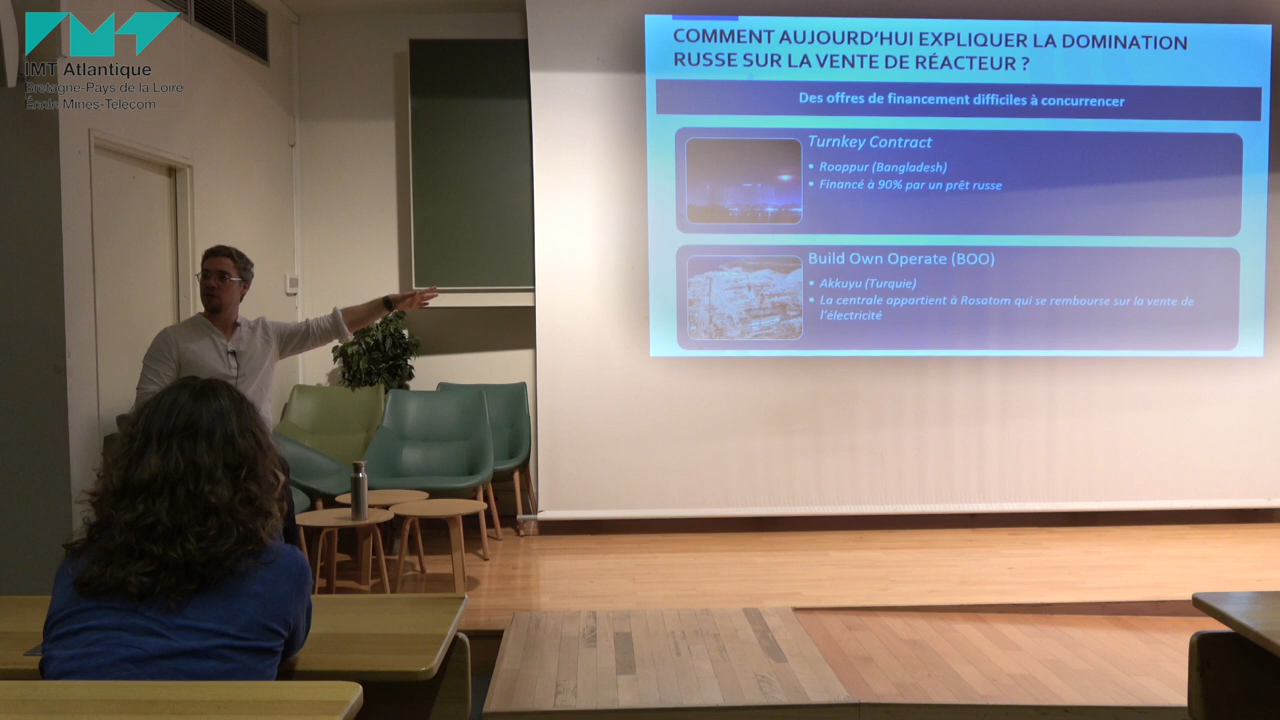 IMT Atlantique
Bretagne-Pays de la Loire
École Mines-Télécom
COMMENT AUJOURD'HUI EXPLIQUER LA DOMINATION
RUSSE SUR LA VENTE DE RÉACTEUR ?
Des offres de financement difficiles à concurrencer
Turnkey Contract
• Rooppur (Bangladesh)
• Financé à 90% par un prêt russe
Build Own Operate (BOO)
• Akkuyu (Turquie)
• La centrale appartient à Rosatom qui se rembourse sur la vente de
l'électricité